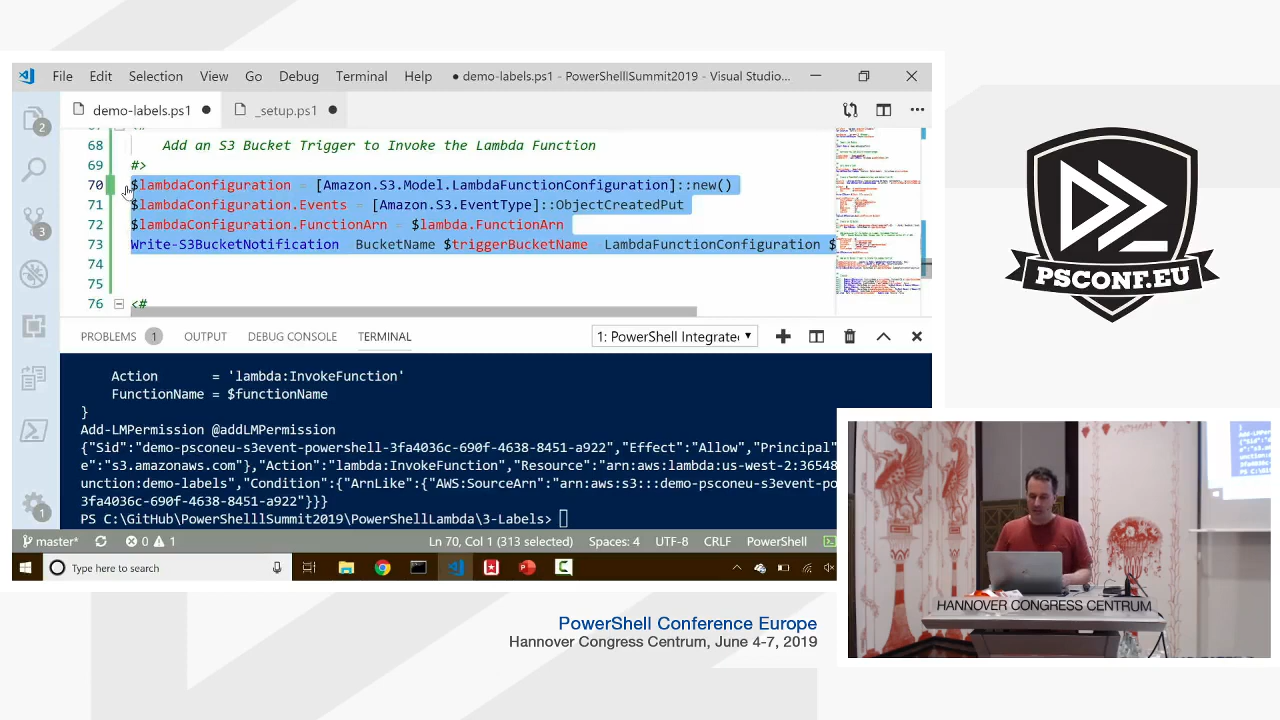 File Edit Selection View Go Debug Terminal Help ● demo-labels.ps1 - PowerShelllSummit2019 - Visual Studio...
demo-labels.ps1 ● _setup.ps1 ●
68 Add an S3 Bucket Trigger to Invoke the Lambda Function
69 #
70 $lambdaConfiguration = [Amazon.S3.Model.LambdaFunctionConfiguration]::new()
71 $lambdaConfiguration.Events = [Amazon.S3.EventType]::ObjectCreatedPut
72 $lambdaConfiguration.FunctionArn = $lambda.FunctionArn
73 Write-S3BucketNotification -BucketName $triggerBucketName -LambdaFunctionConfiguration $
74
75
76 <#
PROBLEMS 1 OUTPUT DEBUG CONSOLE TERMINAL 1: PowerShell Integrate
Action = 'lambda:InvokeFunction'
FunctionName = $functionName
}
Add-LMPermission @addLMPermission
{"Sid":"demo-psconeu-s3event-powershell-3fa4036c-690f-4638-8451-a922","Effect":"Allow","Principal"
e":"s3.amazonaws.com"},"Action":"lambda:InvokeFunction","Resource":"arn:aws:lambda:us-west-2:36548
unction:demo-labels","Condition":{"ArnLike":{"AWS:SourceArn":"arn:aws:s3:::demo-psconeu-s3event-po
3fa4036c-690f-4638-8451-a922"}}}
PS C:\GitHub\PowerShelllSummit2019\PowerShellLambda\3-Labels>
2
3
1
master* 0 1 Ln 70, Col 1 (313 selected) Spaces: 4 UTF-8 CRLF PowerShell
Type here to search
PSCONF.EU
HANNOVER CONGRESS CENTRUM
PowerShell Conference Europe
Hannover Congress Centrum, June 4-7, 2019